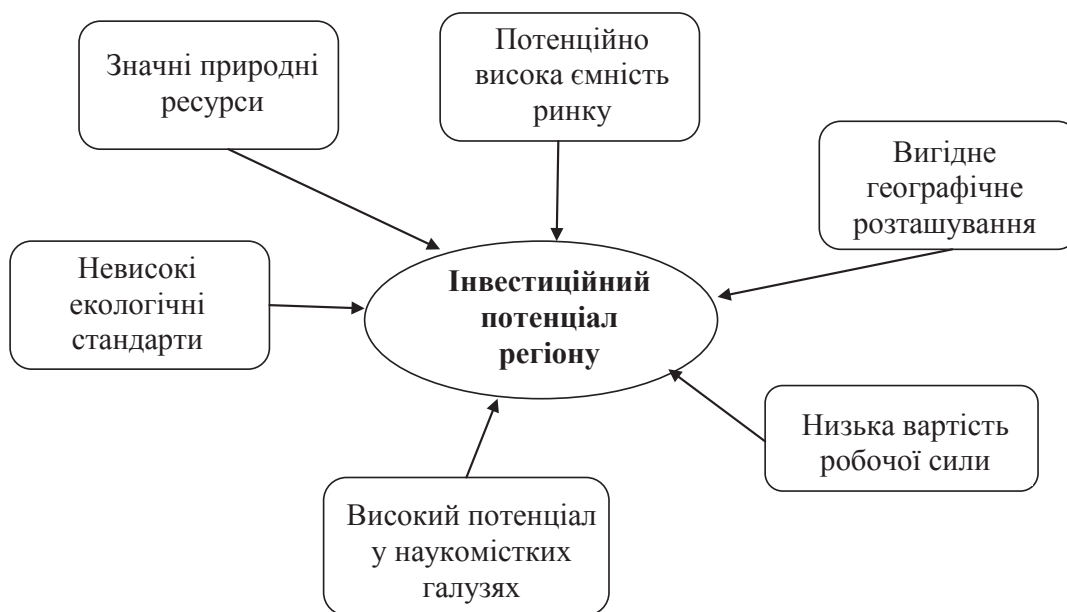 Значні природні
ресурси
Потенційно
висока ємність
ринку
Вигідне
географічне
розташування
Невисокі
екологічні
стандарти
Інвестиційний
потенціал
регіону
Низька вартість
робочої сили
Високий потенціал
у наукомістких
галузях